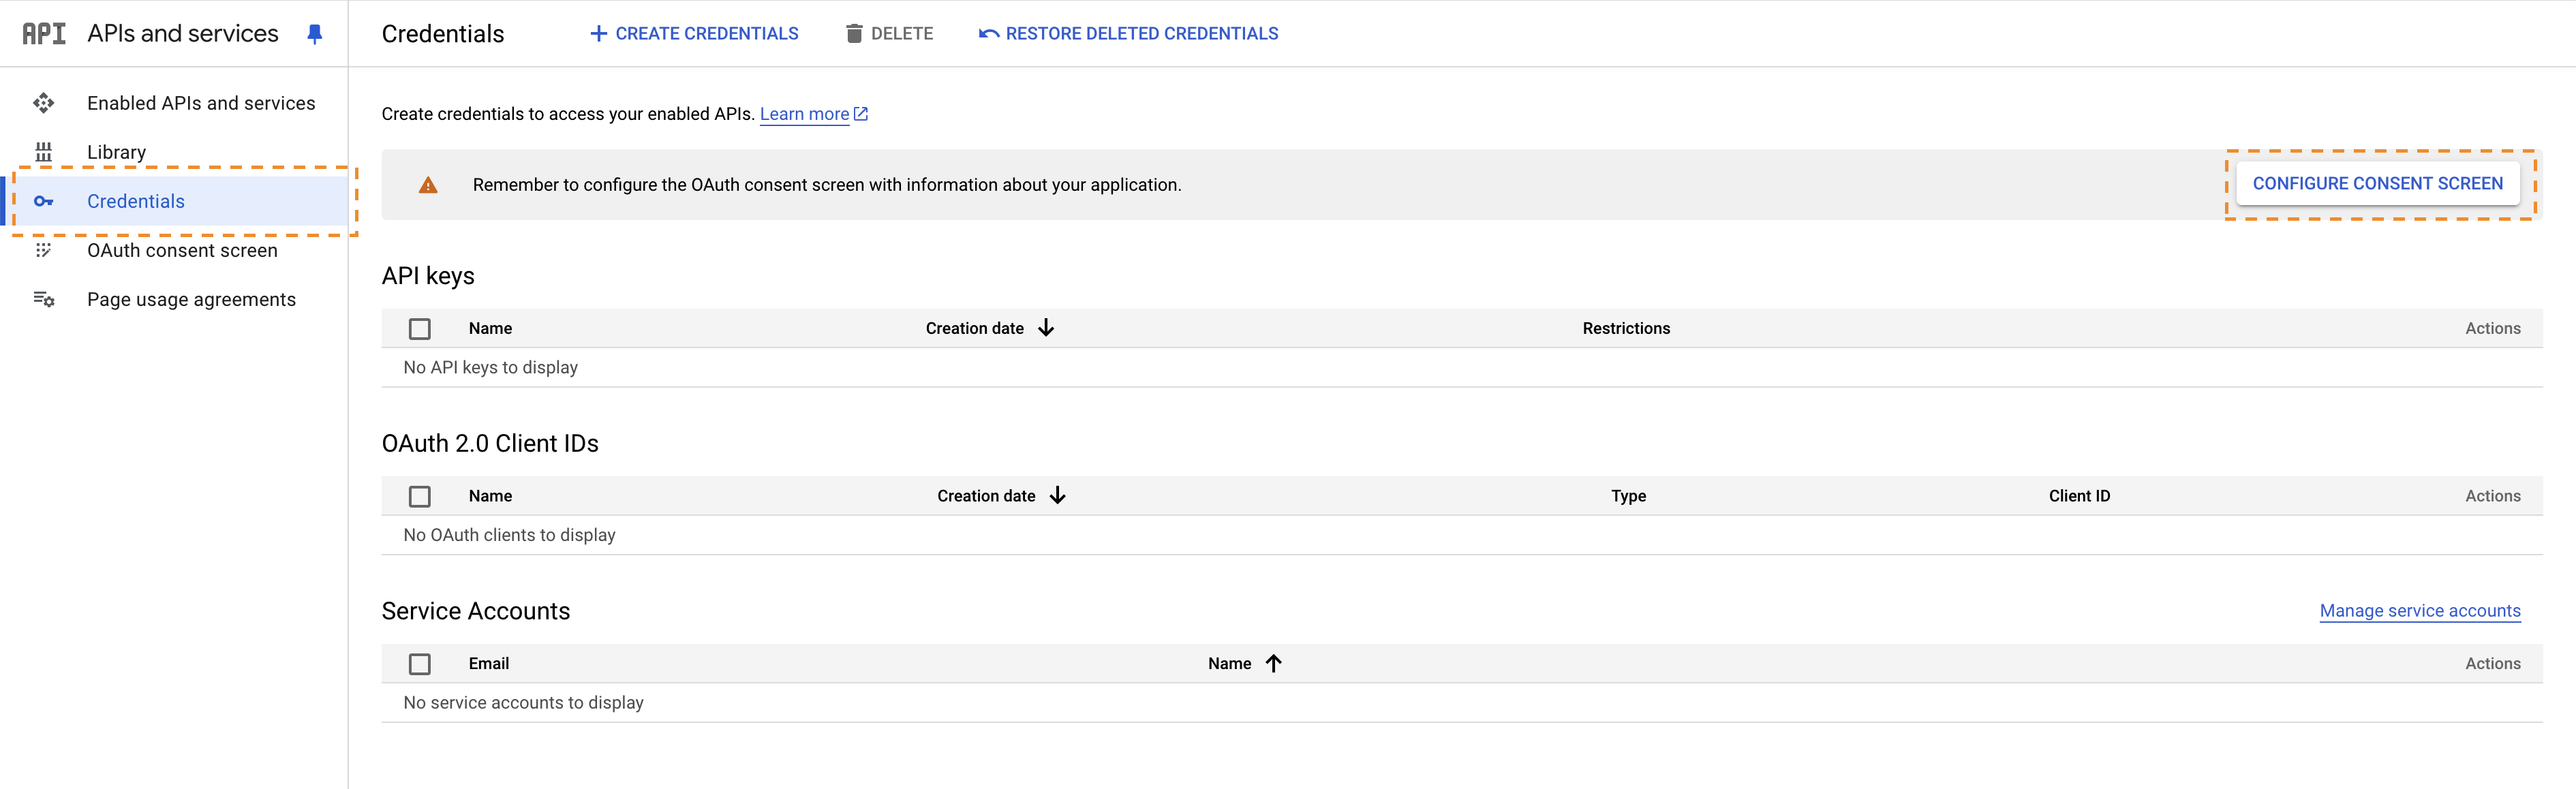 API APIs and services
Credentials
CREATE CREDENTIALS
DELETE
RESTORE DELETED CREDENTIALS
Enabled APIs and services
Library
Credentials
OAuth consent screen
Page usage agreements
Create credentials to access your enabled APIs. Learn more
Remember to configure the OAuth consent screen with information about your application.
CONFIGURE CONSENT SCREEN
API keys
Name Creation date Restrictions Actions
No API keys to display
OAuth 2.0 Client IDs
Name Creation date Type Client ID Actions
No OAuth clients to display
Service Accounts
Manage service accounts
Email Name Actions
No service accounts to display